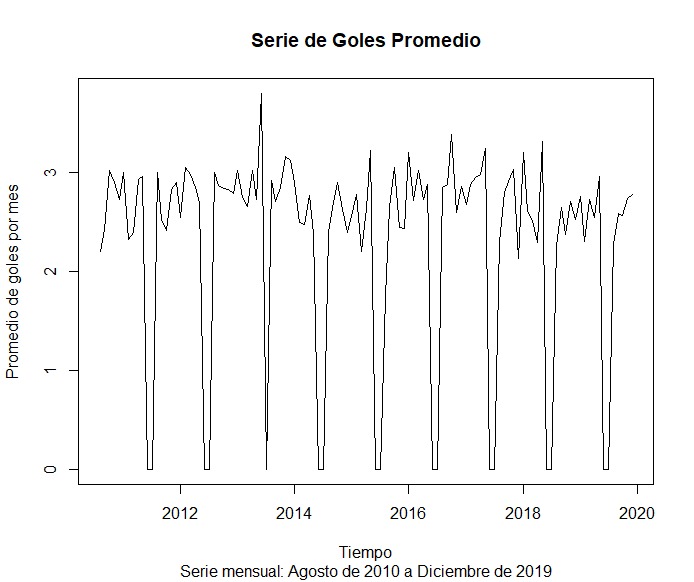 Serie de Goles Promedio
Promedio de goles por mes
3
2
1
0
2012 2014 2016 2018 2020
Tiempo
Serie mensual: Agosto de 2010 a Diciembre de 2019